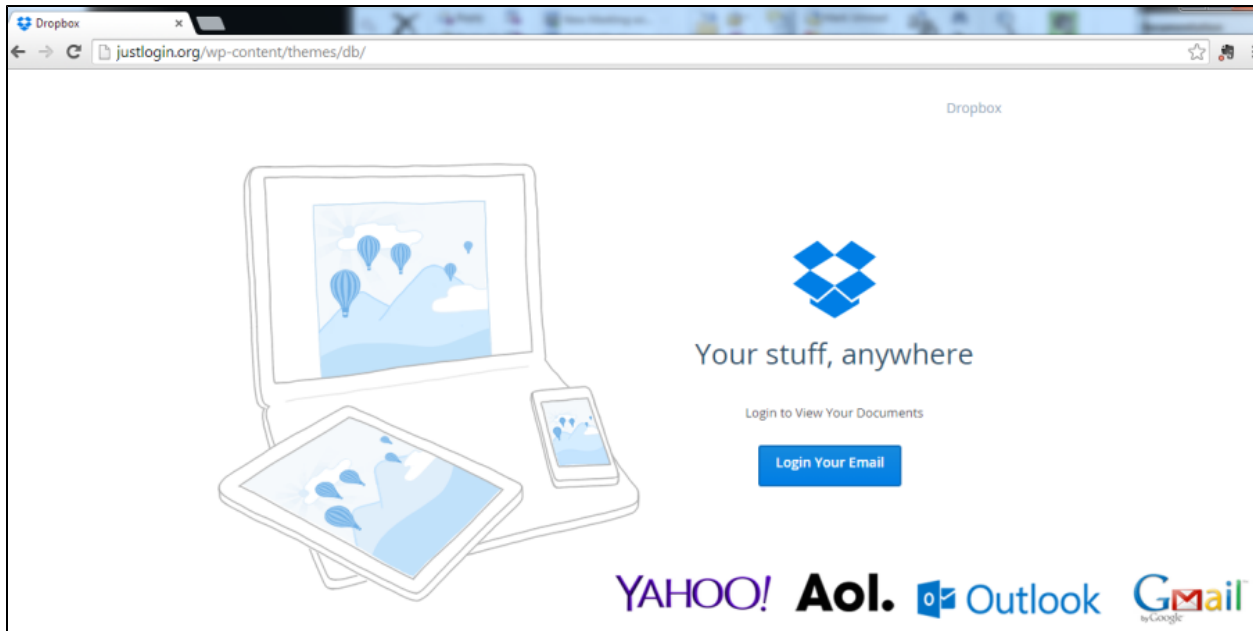 Dropbox
justlogin.org/wp-content/themes/db/
Dropbox
Your stuff, anywhere
Login to View Your Documents
Login Your Email
YAHOO! Aol. Outlook Gmail
by Google